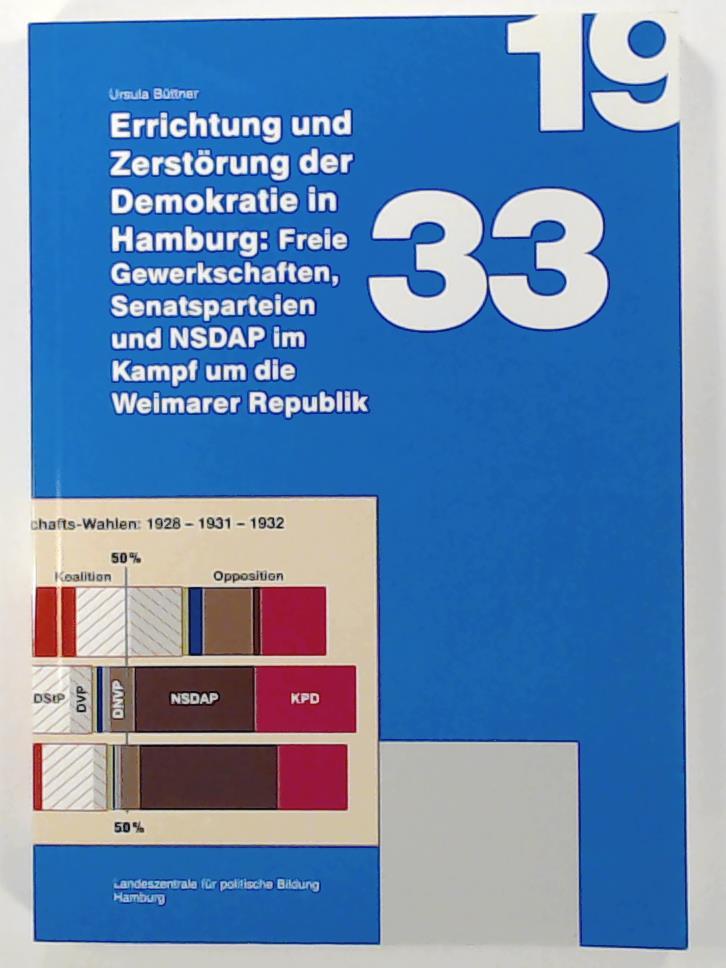 19
33
Ursula Büttner
Errichtung und
Zerstörung der
Demokratie in
Hamburg: Freie
Gewerkschaften,
Senatsparteien
und NSDAP im
Kampf um die
Weimarer Republik
chafts-Wahlen: 1928 – 1931 – 1932
50%
Koalition Opposition
DStP DVP DNVP NSDAP KPD
50%
Landeszentrale für politische Bildung
Hamburg